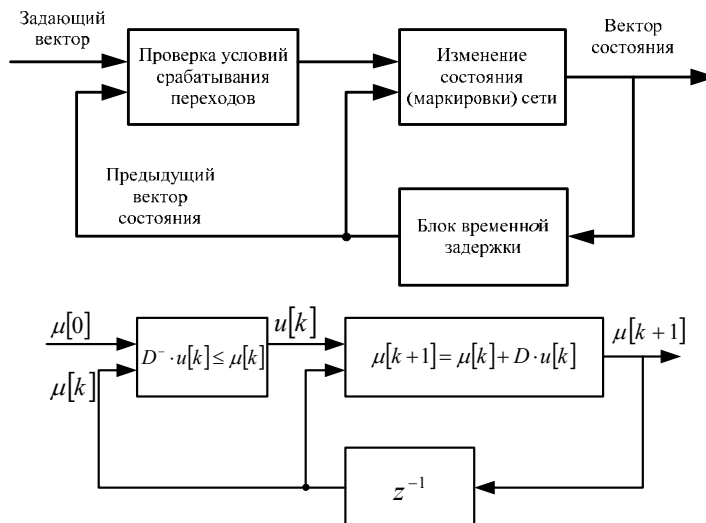 Задающий
вектор
Проверка условий
срабатывания
переходов
Изменение
состояния
(маркировки) сети
Вектор
состояния
Предыдущий
вектор
состояния
Блок временной
задержки
μ[0]
μ[k]
D⁻ · u[k] ≤ μ[k]
u[k]
μ[k+1] = μ[k] + D · u[k]
μ[k+1]
z⁻¹